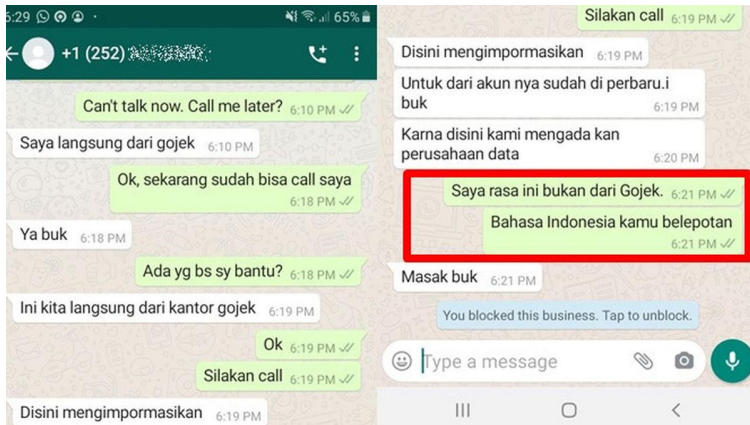 5:29
65%
+1 (252)
Can't talk now. Call me later? 6:10 PM
Saya langsung dari gojek 6:10 PM
Ok, sekarang sudah bisa call saya
6:18 PM
Ya buk 6:18 PM
Ada yg bs sy bantu? 6:18 PM
Ini kita langsung dari kantor gojek 6:19 PM
Ok 6:19 PM
Silakan call 6:19 PM
Disini mengimpormasikan 6:19 PM
Silakan call 6:19 PM
Disini mengimpormasikan 6:19 PM
Untuk dari akun nya sudah di perbaru.i
buk 6:19 PM
Karna disini kami mengada kan
perusahaan data 6:20 PM
Saya rasa ini bukan dari Gojek. 6:21 PM
Bahasa Indonesia kamu belepotan
6:21 PM
Masak buk 6:21 PM
You blocked this business. Tap to unblock.
Type a message